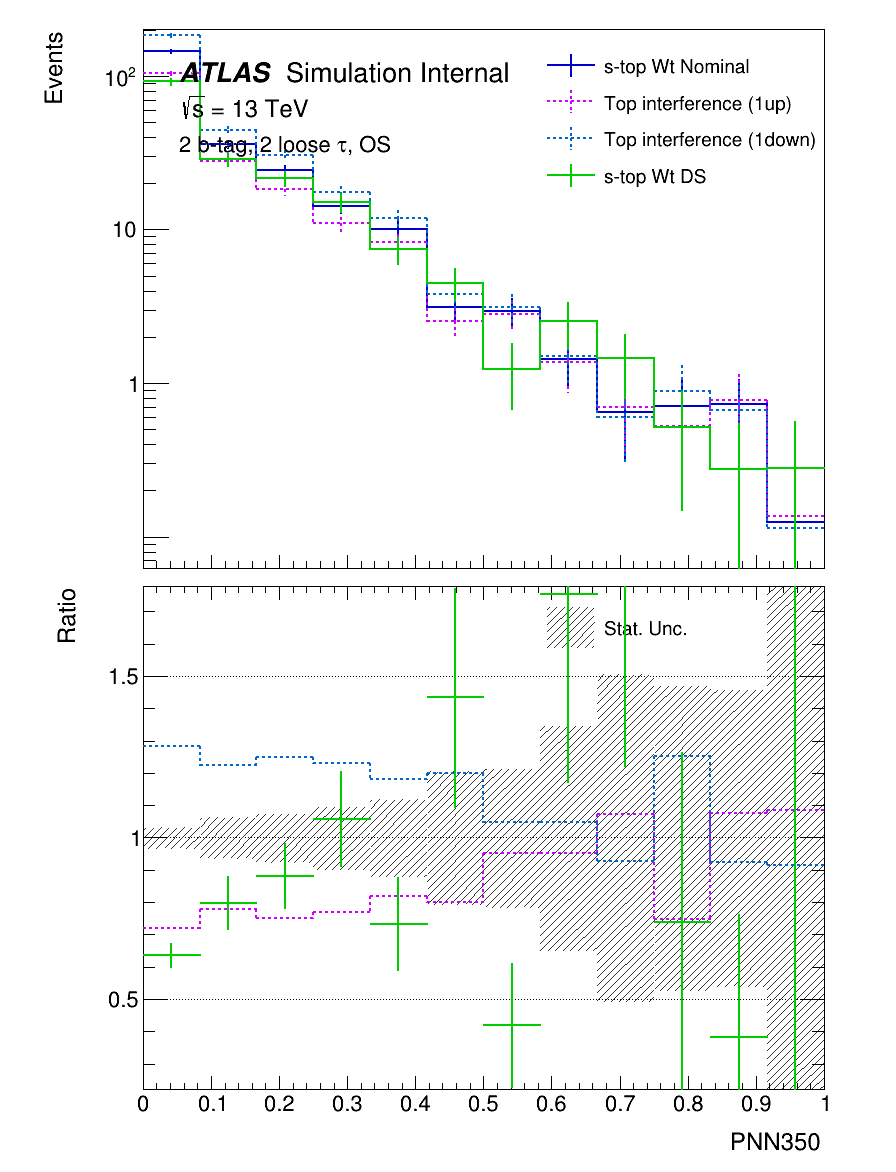 Events
ATLAS Simulation Internal
√s = 13 TeV
2 b-tag, 2 loose τ, OS
s-top Wt Nominal
Top interference (1up)
Top interference (1down)
s-top Wt DS
10²
10
1
Ratio
Stat. Unc.
1.5
1
0.5
0 0.1 0.2 0.3 0.4 0.5 0.6 0.7 0.8 0.9 1
PNN350